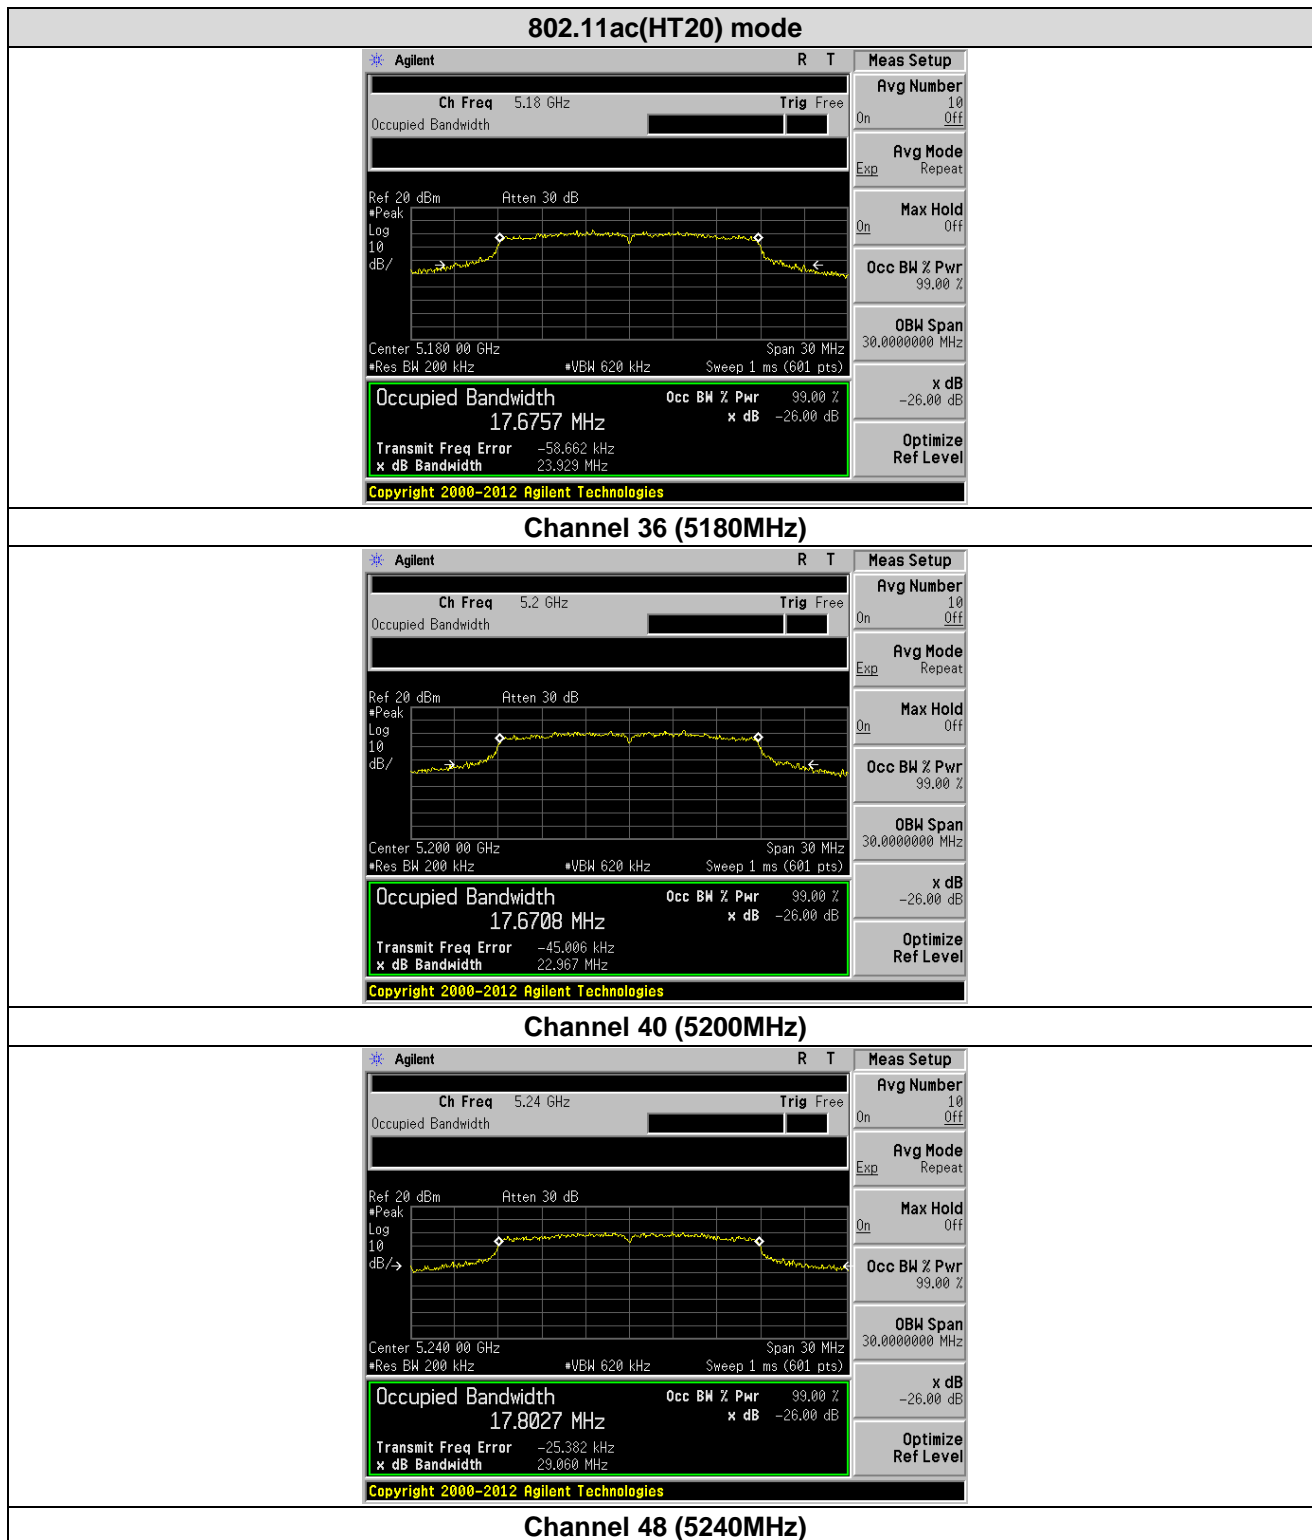 802.11ac(HT20) mode
Agilent R T Meas Setup
Ch Freq 5.18 GHz Trig Free
Occupied Bandwidth
Avg Number
10
On Off
Avg Mode
Exp Repeat
Ref 20 dBm Atten 30 dB
#Peak
Log
10
dB/
Max Hold
On Off
Occ BW % Pwr
99.00 %
OBW Span
30.0000000 MHz
Center 5.180 00 GHz Span 30 MHz
#Res BW 200 kHz #VBW 620 kHz Sweep 1 ms (601 pts)
x dB
-26.00 dB
Occupied Bandwidth Occ BW % Pwr 99.00 %
17.6757 MHz x dB -26.00 dB
Transmit Freq Error -58.662 kHz
x dB Bandwidth 23.929 MHz
Optimize
Ref Level
Copyright 2000-2012 Agilent Technologies
Channel 36 (5180MHz)
Agilent R T Meas Setup
Ch Freq 5.2 GHz Trig Free
Occupied Bandwidth
Avg Number
10
On Off
Avg Mode
Exp Repeat
Ref 20 dBm Atten 30 dB
#Peak
Log
10
dB/
Max Hold
On Off
Occ BW % Pwr
99.00 %
OBW Span
30.0000000 MHz
Center 5.200 00 GHz Span 30 MHz
#Res BW 200 kHz #VBW 620 kHz Sweep 1 ms (601 pts)
x dB
-26.00 dB
Occupied Bandwidth Occ BW % Pwr 99.00 %
17.6708 MHz x dB -26.00 dB
Transmit Freq Error -45.006 kHz
x dB Bandwidth 22.967 MHz
Optimize
Ref Level
Copyright 2000-2012 Agilent Technologies
Channel 40 (5200MHz)
Agilent R T Meas Setup
Ch Freq 5.24 GHz Trig Free
Occupied Bandwidth
Avg Number
10
On Off
Avg Mode
Exp Repeat
Ref 20 dBm Atten 30 dB
#Peak
Log
10
dB/
Max Hold
On Off
Occ BW % Pwr
99.00 %
OBW Span
30.0000000 MHz
Center 5.240 00 GHz Span 30 MHz
#Res BW 200 kHz #VBW 620 kHz Sweep 1 ms (601 pts)
x dB
-26.00 dB
Occupied Bandwidth Occ BW % Pwr 99.00 %
17.8027 MHz x dB -26.00 dB
Transmit Freq Error -25.382 kHz
x dB Bandwidth 29.060 MHz
Optimize
Ref Level
Copyright 2000-2012 Agilent Technologies
Channel 48 (5240MHz)